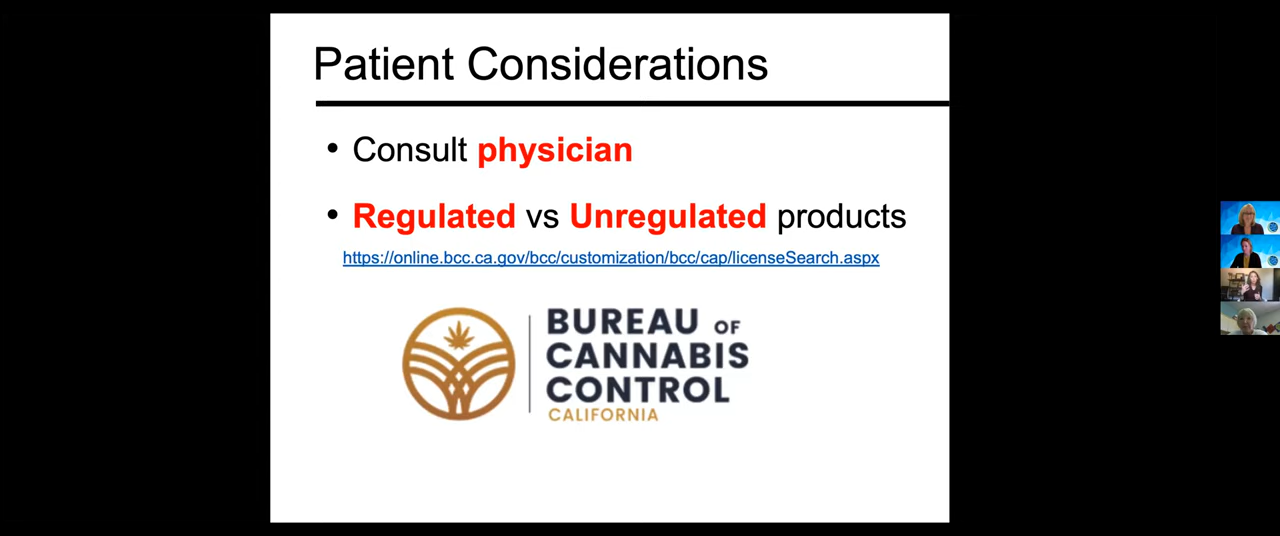 Patient Considerations
• Consult physician
• Regulated vs Unregulated products
https://online.bcc.ca.gov/bcc/customization/bcc/cap/licenseSearch.aspx
BUREAU OF
CANNABIS
CONTROL
CALIFORNIA